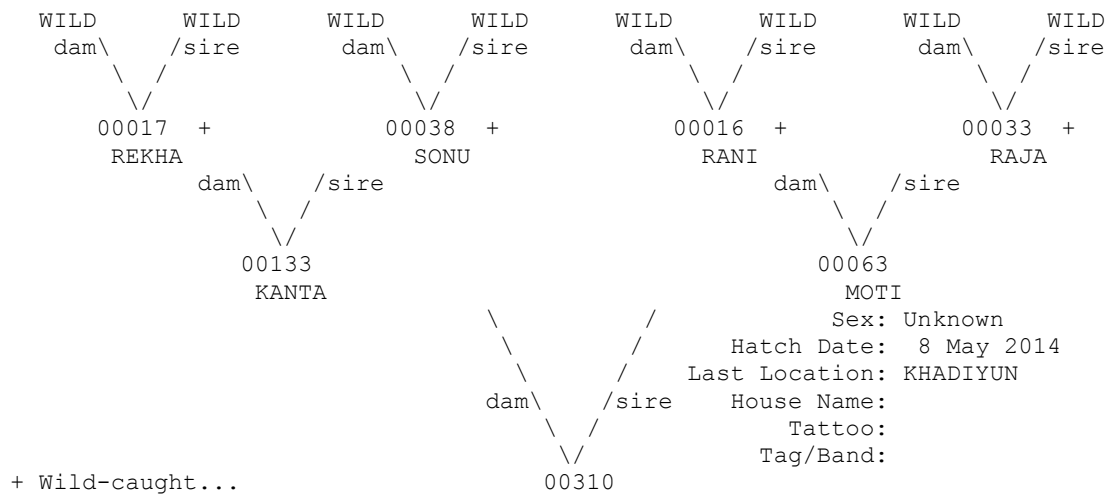 WILD WILD WILD WILD WILD WILD WILD WILD
dam\ /sire dam\ /sire dam\ /sire dam\ /sire
\ / \ / \ / \ /
\/ \/ \/ \/
00017 + 00038 + 00016 + 00033 +
REKHA SONU RANI RAJA
dam\ /sire dam\ /sire
\ / \ /
\/ \/
00133 00063
KANTA MOTI
\ / Sex: Unknown
\ / Hatch Date: 8 May 2014
\ / Last Location: KHADIYUN
dam\ /sire House Name:
\ / Tattoo:
\/ Tag/Band:
+ Wild-caught... 00310